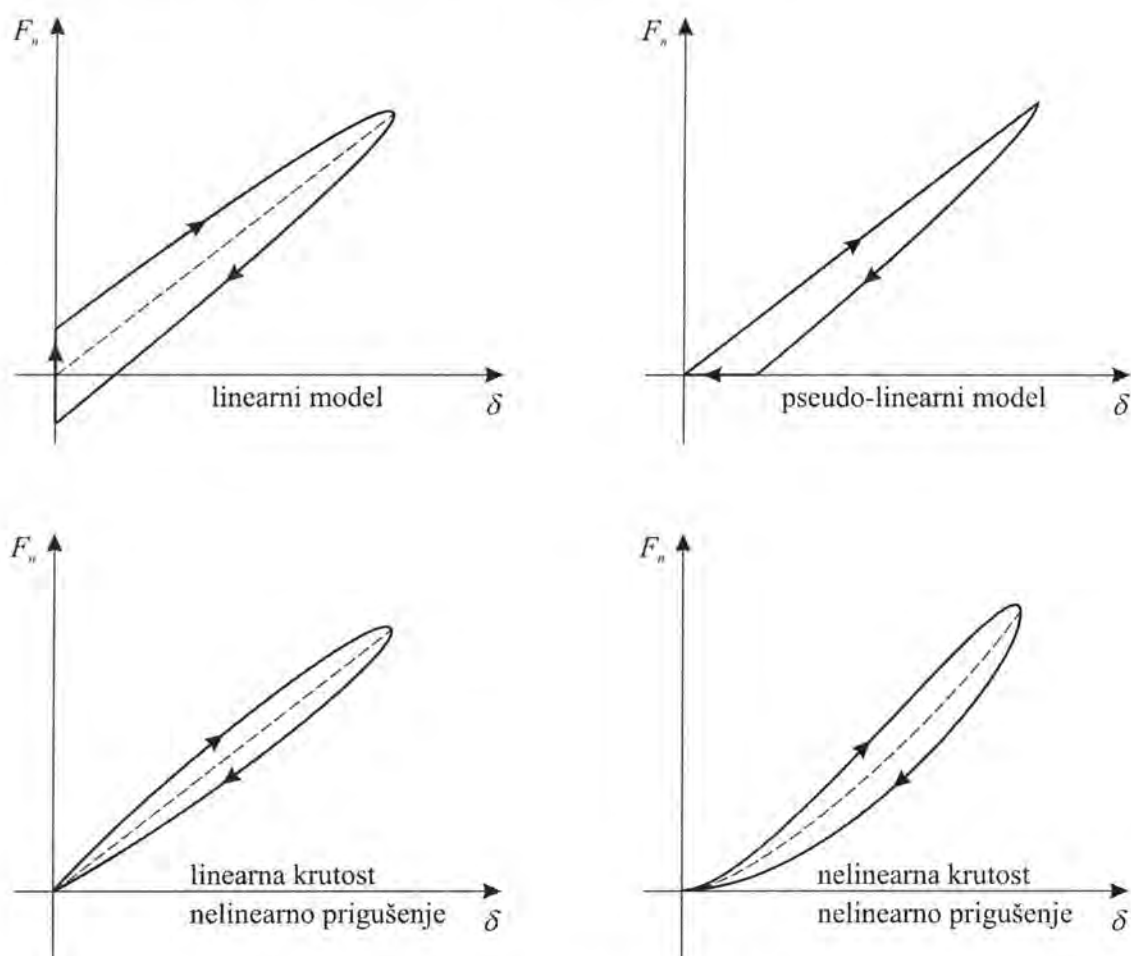 Fₙ
Fₙ
linearni model
δ
pseudo-linearni model
δ
Fₙ
Fₙ
linearna krutost
nelinearno prigušenje
δ
nelinearna krutost
nelinearno prigušenje
δ